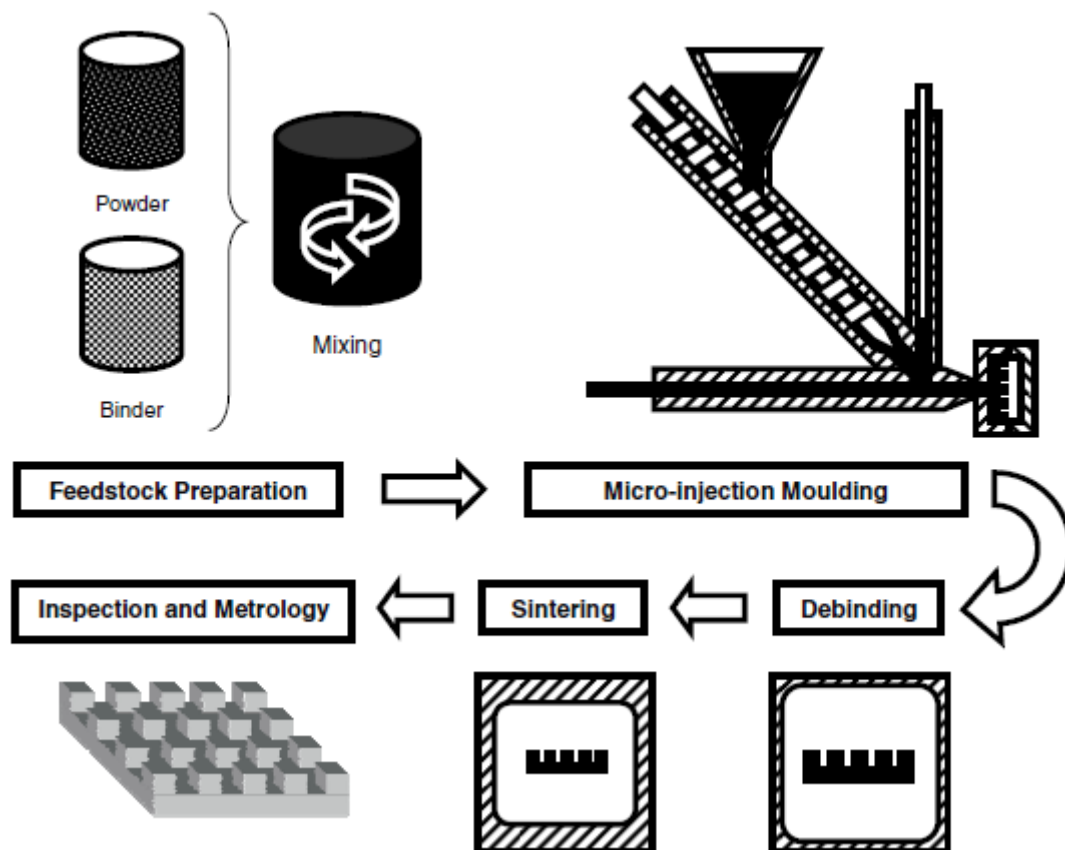 Powder
Binder
Mixing
Feedstock Preparation
Micro-injection Moulding
Debinding
Sintering
Inspection and Metrology